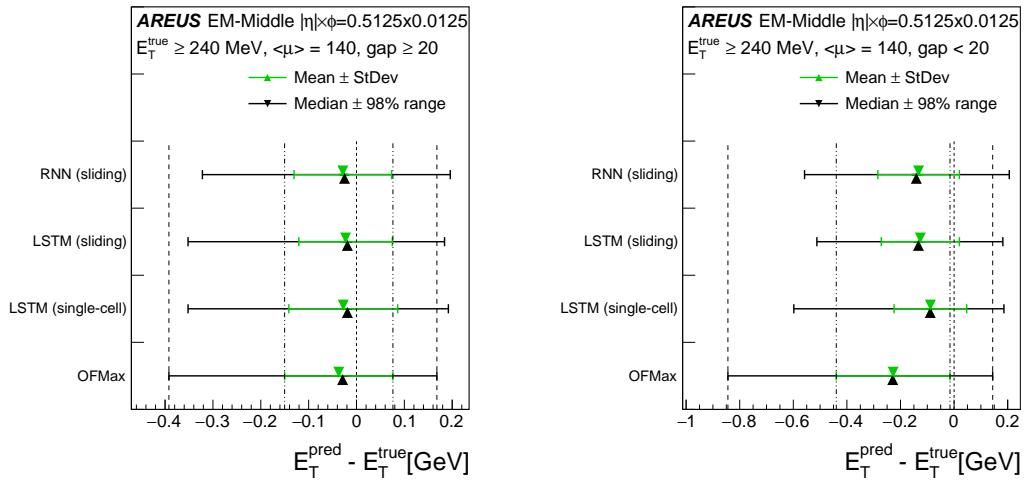 AREUS EM-Middle |η|×ϕ=0.5125x0.0125
E_T^true ≥ 240 MeV, <μ> = 140, gap ≥ 20
Mean ± StDev
Median ± 98% range
RNN (sliding)
LSTM (sliding)
LSTM (single-cell)
OFMax
−0.4 −0.3 −0.2 −0.1 0 0.1 0.2
E_T^pred - E_T^true[GeV]
AREUS EM-Middle |η|×ϕ=0.5125x0.0125
E_T^true ≥ 240 MeV, <μ> = 140, gap < 20
Mean ± StDev
Median ± 98% range
RNN (sliding)
LSTM (sliding)
LSTM (single-cell)
OFMax
−1 −0.8 −0.6 −0.4 −0.2 0 0.2
E_T^pred - E_T^true[GeV]